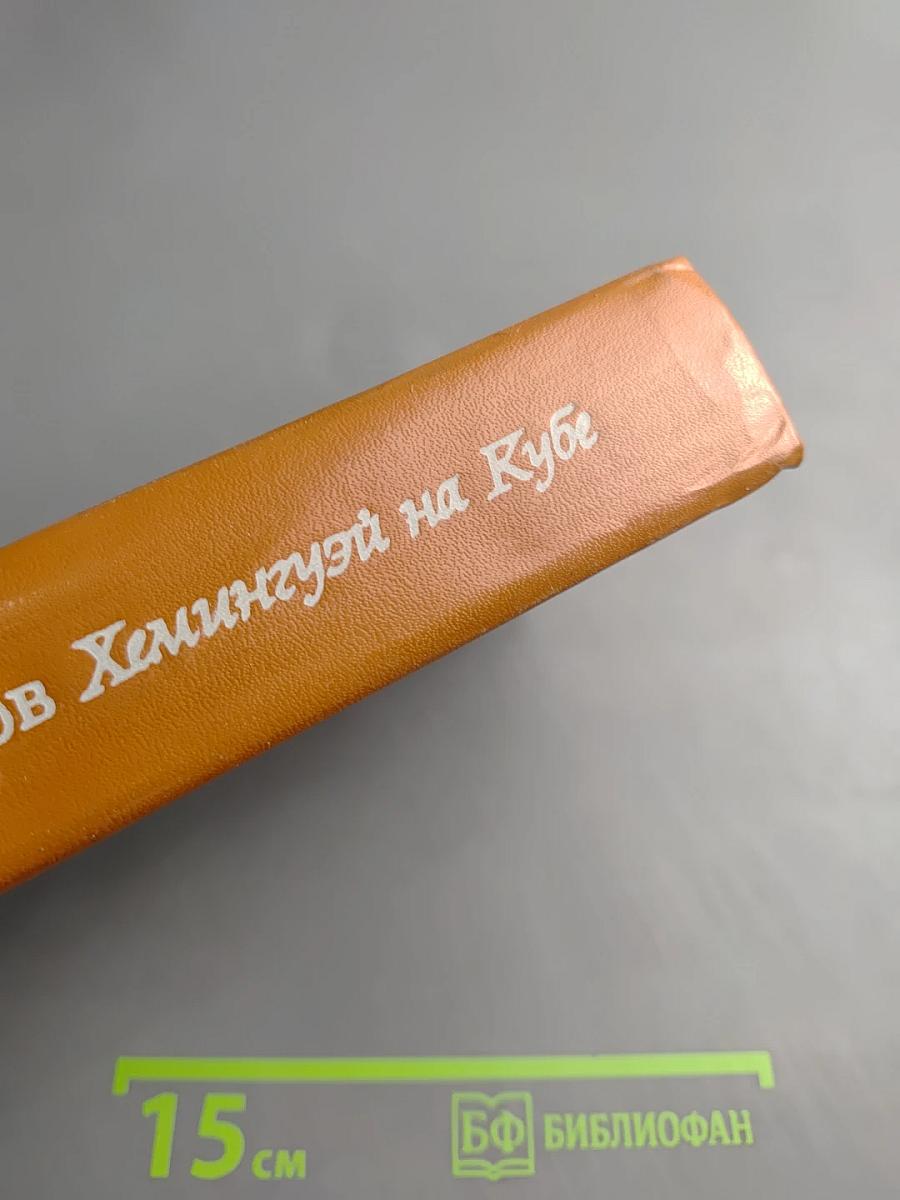 ов Хемингуэй на Кубе
15 см
БФ БИБЛИОФАН